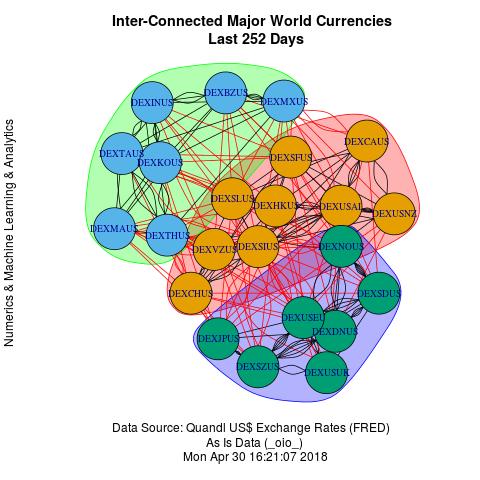 Inter-Connected Major World Currencies
Last 252 Days
Numerics & Machine Learning & Analytics
DEXINUS
DEXBZUS
DEXMXUS
DEXCAUS
DEXTAUS
DEXKOUS
DEXSFUS
DEXSLUS
DEXHKUS
DEXUSAL
DEXUSNZ
DEXMAUS
DEXTHUS
DEXVZUS
DEXSIUS
DEXNOUS
DEXCHUS
DEXSDUS
DEXUSEU
DEXDNUS
DEXJPUS
DEXSZUS
DEXUSUK
Data Source: Quandl US$ Exchange Rates (FRED)
As Is Data (_oio_)
Mon Apr 30 16:21:07 2018